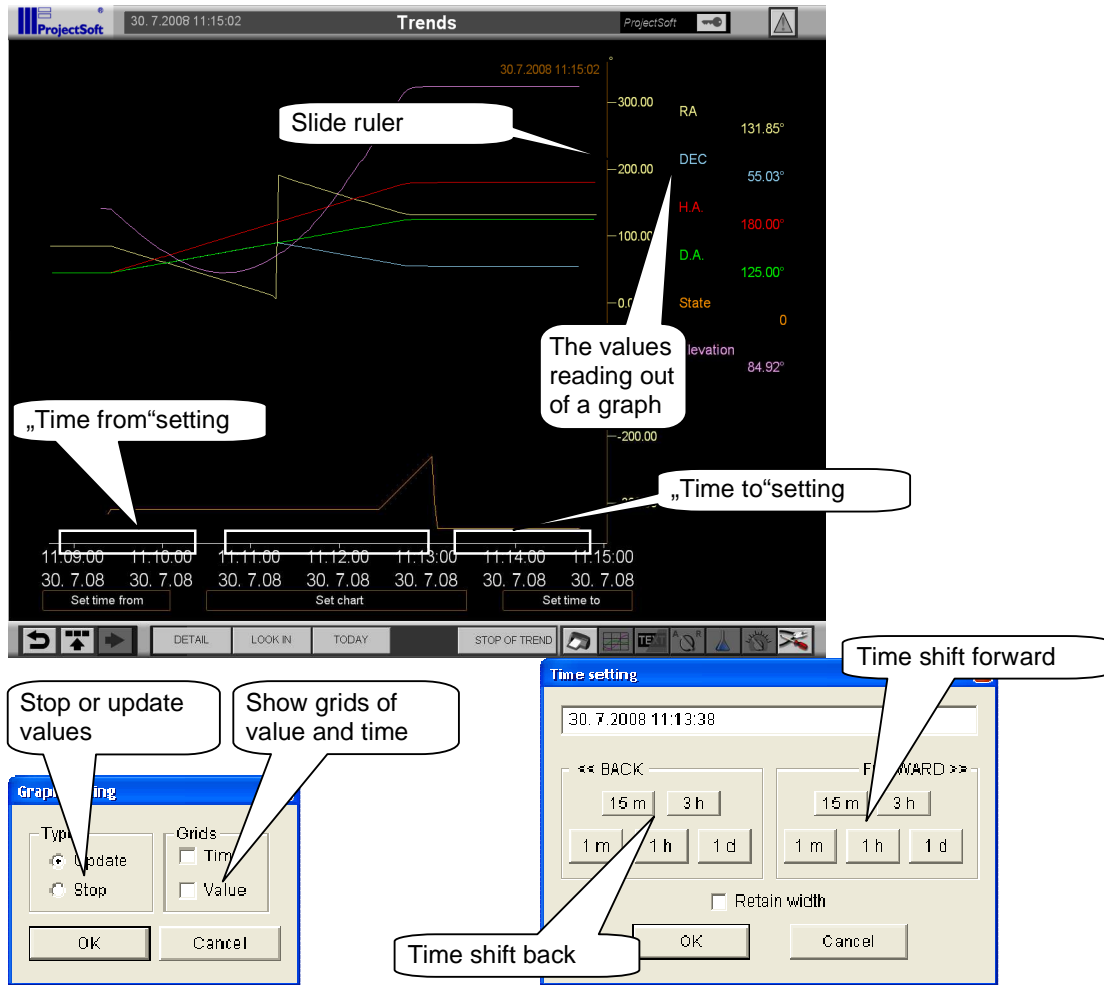 ProjectSoft
30. 7.2008 11:15:02
Trends
ProjectSoft
30.7.2008 11:15:02
°
300.00
200.00
100.00
-200.00
Slide ruler
RA
131.85°
DEC
55.03°
H.A.
180.00°
D.A.
125.00°
State
0
levation
84.92°
The values
reading out
of a graph
„Time from“setting
„Time to“setting
11:09:00 11:10:00 11:11:00 11:12:00 11:13:00 11:14:00 11:15:00
30. 7.08 30. 7.08 30. 7.08 30. 7.08 30. 7.08 30. 7.08 30. 7.08
Set time from Set chart Set time to
DETAIL LOOK IN TODAY STOP OF TREND TEXT A R
Stop or update
values
Show grids of
value and time
Time shift forward
Time setting
30. 7.2008 11:13:38
<< BACK
15 m 3 h
1 m 1 h 1 d
WARD >>
15 m 3 h
1 m 1 h 1 d
Retain width
OK Cancel
Time shift back
Grap ing
Typ
Update
Stop
Grids
Tim
Value
OK Cancel